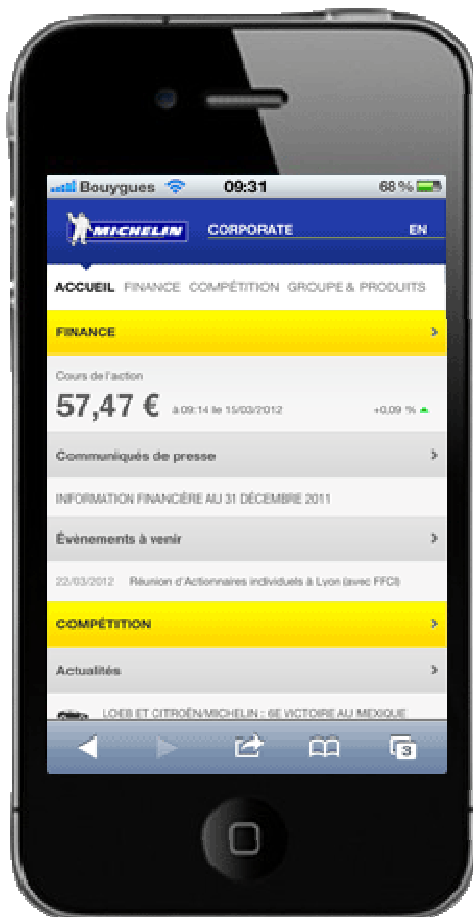 Bouygues 09:31 68 %
MICHELIN CORPORATE EN
ACCUEIL FINANCE COMPÉTITION GROUPE & PRODUITS
FINANCE
Cours de l'action
57,47 € à 09:14 le 15/03/2012 +0,09 %
Communiqués de presse
INFORMATION FINANCIÈRE AU 31 DÉCEMBRE 2011
Évènements à venir
22/03/2012 Réunion d'Actionnaires individuels à Lyon (avec FFCI)
COMPÉTITION
Actualités
LOEB ET CITROËN/MICHELIN : 6E VICTOIRE AU MEXIQUE
3